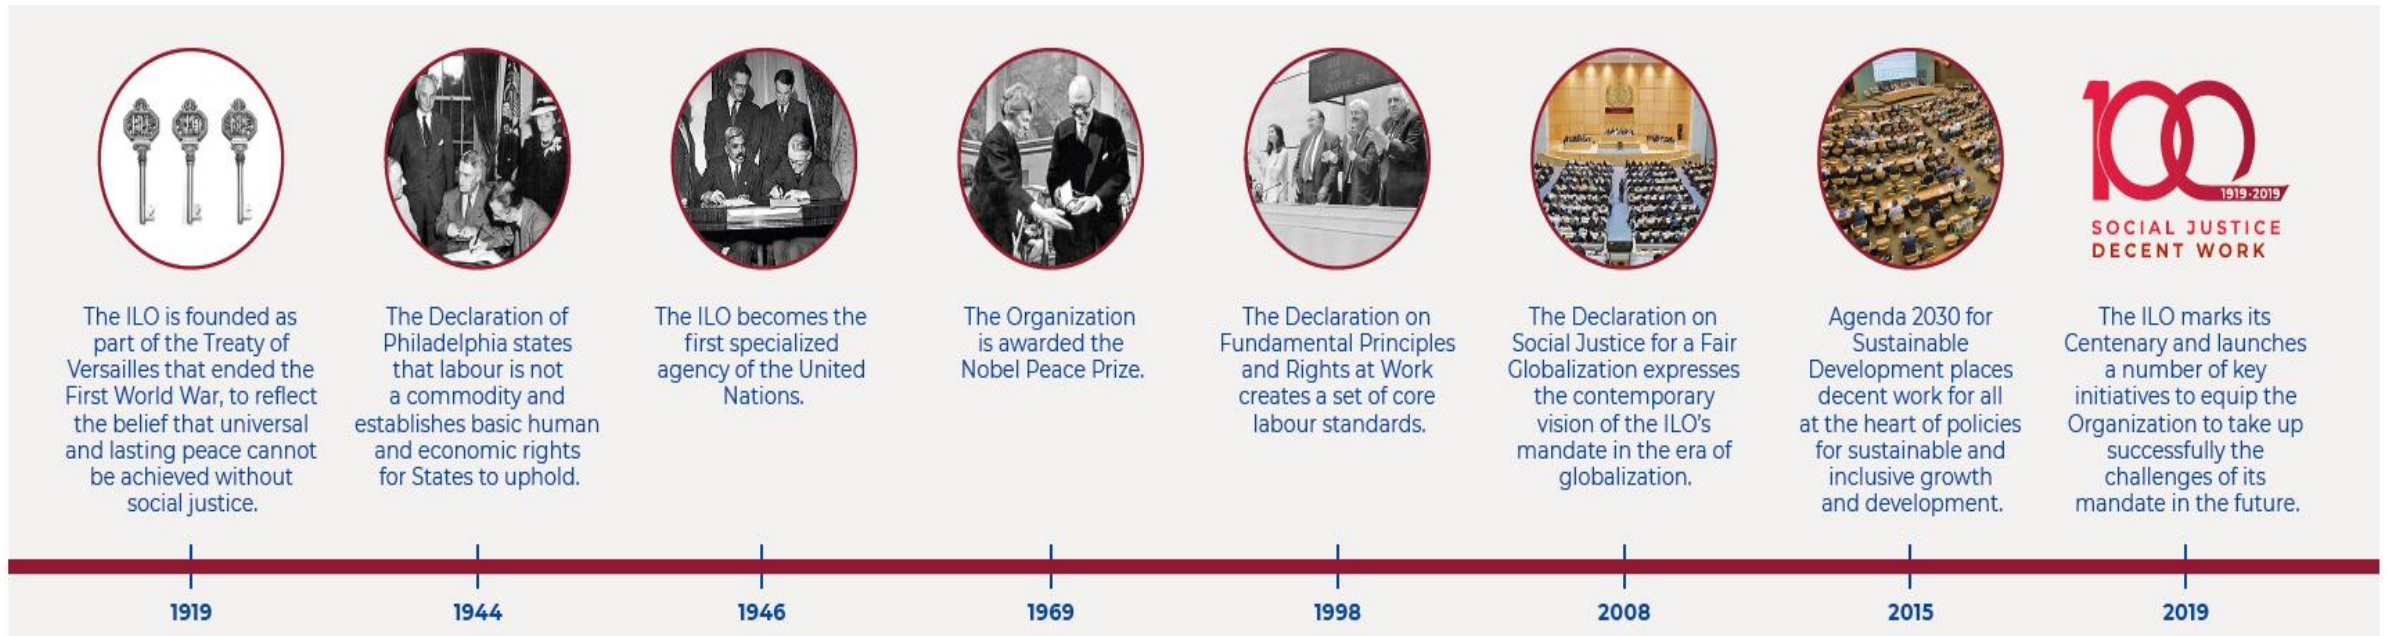 100
1919·2019
SOCIAL JUSTICE
DECENT WORK
The ILO is founded as
part of the Treaty of
Versailles that ended the
First World War, to reflect
the belief that universal
and lasting peace cannot
be achieved without
social justice.
The Declaration of
Philadelphia states
that labour is not
a commodity and
establishes basic human
and economic rights
for States to uphold.
The ILO becomes the
first specialized
agency of the United
Nations.
The Organization
is awarded the
Nobel Peace Prize.
The Declaration on
Fundamental Principles
and Rights at Work
creates a set of core
labour standards.
The Declaration on
Social Justice for a Fair
Globalization expresses
the contemporary
vision of the ILO’s
mandate in the era of
globalization.
Agenda 2030 for
Sustainable
Development places
decent work for all
at the heart of policies
for sustainable and
inclusive growth
and development.
The ILO marks its
Centenary and launches
a number of key
initiatives to equip the
Organization to take up
successfully the
challenges of its
mandate in the future.
1919
1944
1946
1969
1998
2008
2015
2019